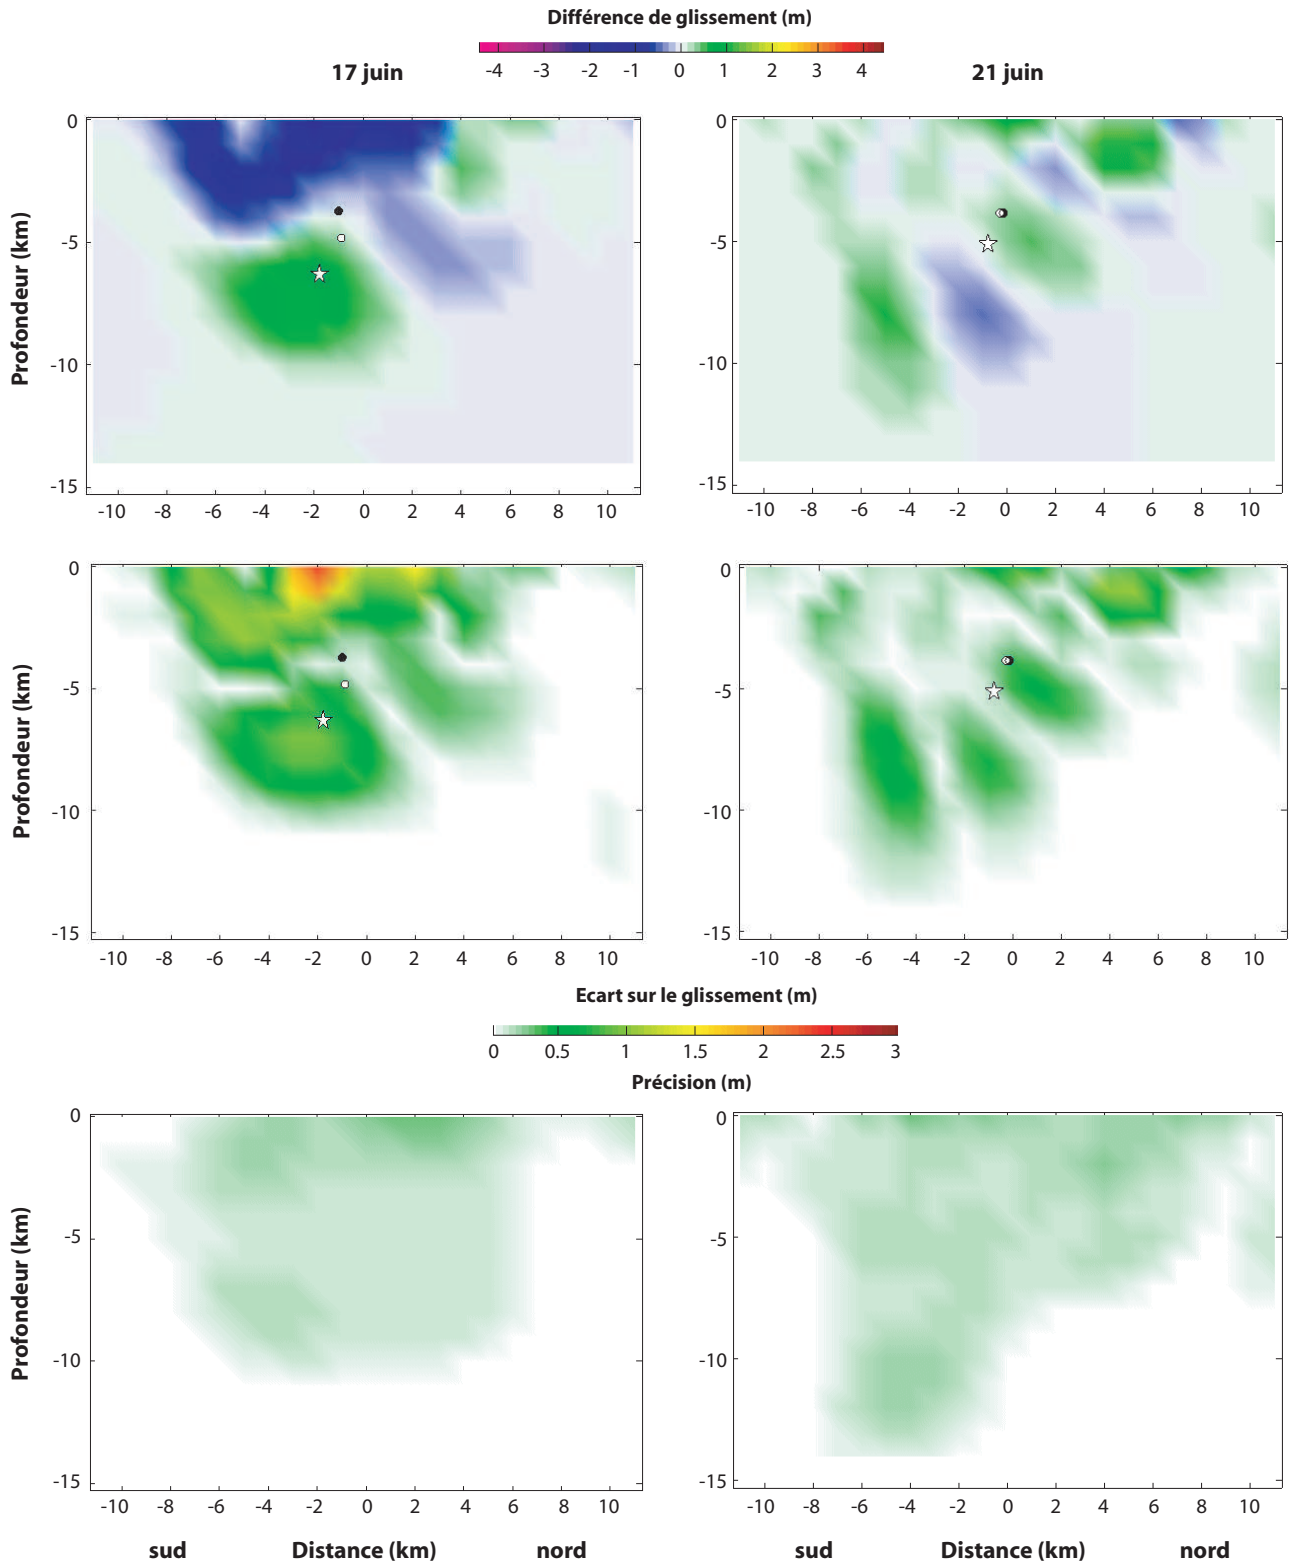 Différence de glissement (m)
-4 -3 -2 -1 0 1 2 3 4
17 juin 21 juin
0 0
-5 -5
-10 -10
-15 -15
Profondeur (km)
-10 -8 -6 -4 -2 0 2 4 6 8 10 -10 -8 -6 -4 -2 0 2 4 6 8 10
0 0
-5 -5
-10 -10
-15 -15
Profondeur (km)
-10 -8 -6 -4 -2 0 2 4 6 8 10 -10 -8 -6 -4 -2 0 2 4 6 8 10
Ecart sur le glissement (m)
0 0.5 1 1.5 2 2.5 3
Précision (m)
0 0
-5 -5
-10 -10
-15 -15
Profondeur (km)
-10 -8 -6 -4 -2 0 2 4 6 8 10 -10 -8 -6 -4 -2 0 2 4 6 8 10
sud Distance (km) nord sud Distance (km) nord